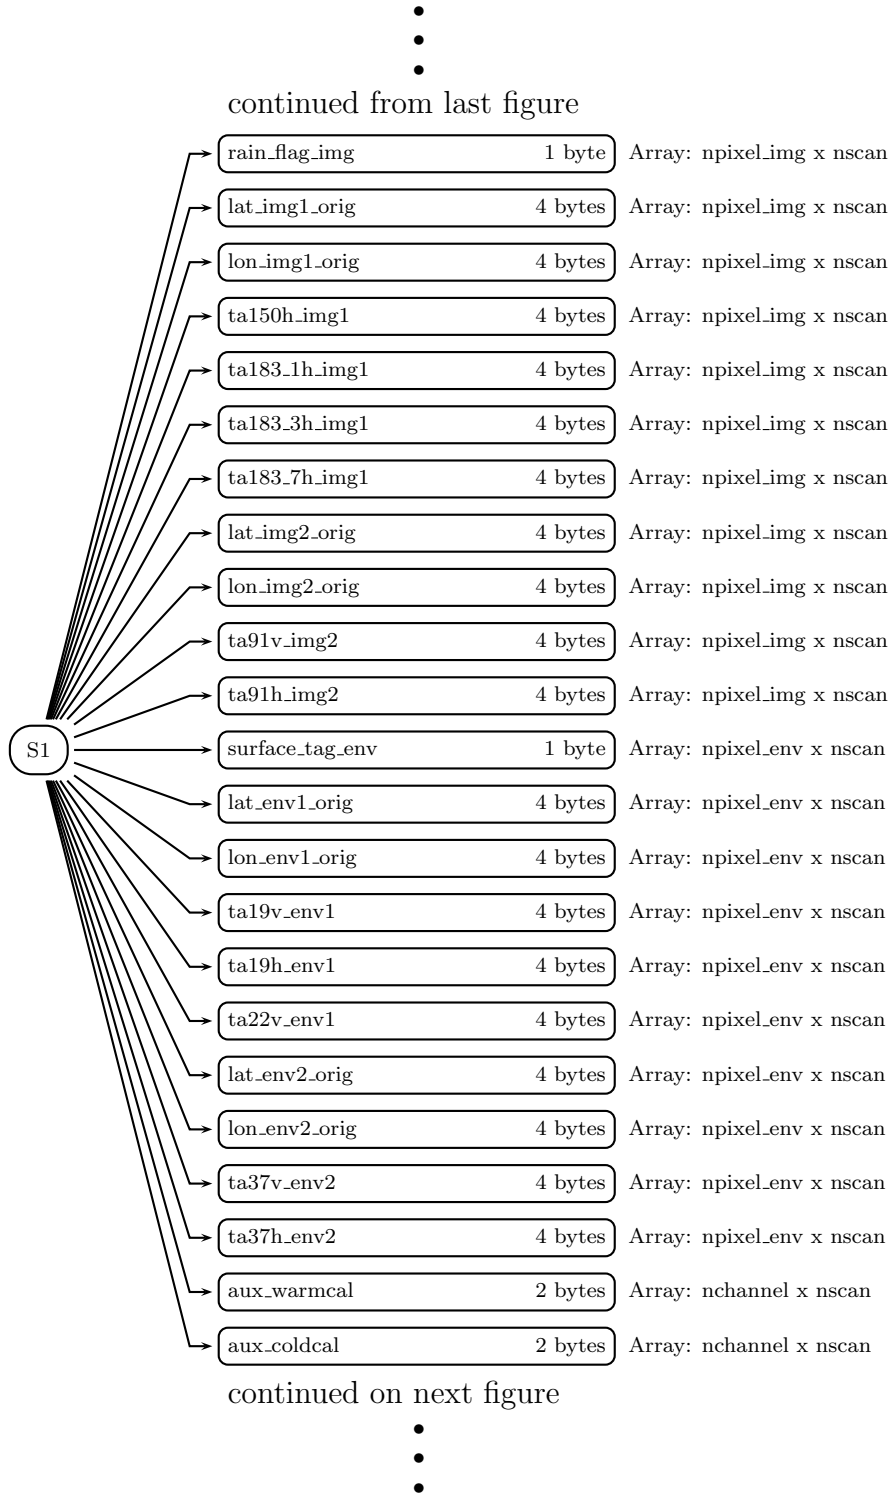 continued from last figure
rain_flag_img 1 byte Array: npixel_img x nscan
lat_img1_orig 4 bytes Array: npixel_img x nscan
lon_img1_orig 4 bytes Array: npixel_img x nscan
ta150h_img1 4 bytes Array: npixel_img x nscan
ta183_1h_img1 4 bytes Array: npixel_img x nscan
ta183_3h_img1 4 bytes Array: npixel_img x nscan
ta183_7h_img1 4 bytes Array: npixel_img x nscan
lat_img2_orig 4 bytes Array: npixel_img x nscan
lon_img2_orig 4 bytes Array: npixel_img x nscan
ta91v_img2 4 bytes Array: npixel_img x nscan
ta91h_img2 4 bytes Array: npixel_img x nscan
S1 surface_tag_env 1 byte Array: npixel_env x nscan
lat_env1_orig 4 bytes Array: npixel_env x nscan
lon_env1_orig 4 bytes Array: npixel_env x nscan
ta19v_env1 4 bytes Array: npixel_env x nscan
ta19h_env1 4 bytes Array: npixel_env x nscan
ta22v_env1 4 bytes Array: npixel_env x nscan
lat_env2_orig 4 bytes Array: npixel_env x nscan
lon_env2_orig 4 bytes Array: npixel_env x nscan
ta37v_env2 4 bytes Array: npixel_env x nscan
ta37h_env2 4 bytes Array: npixel_env x nscan
aux_warmcal 2 bytes Array: nchannel x nscan
aux_coldcal 2 bytes Array: nchannel x nscan
continued on next figure